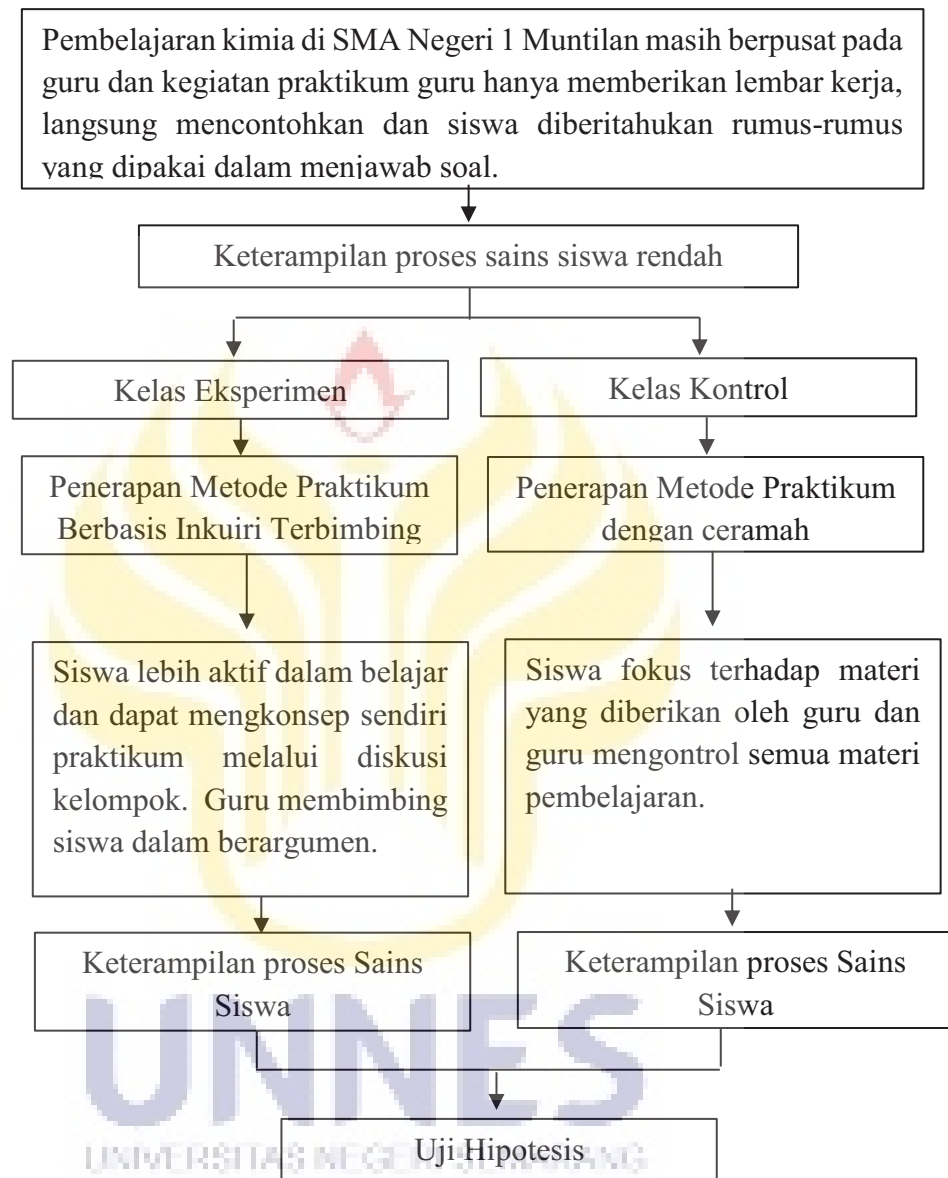 Pembelajaran kimia di SMA Negeri 1 Muntilan masih berpusat pada
guru dan kegiatan praktikum guru hanya memberikan lembar kerja,
langsung mencontohkan dan siswa diberitahukan rumus-rumus
yang dipakai dalam menjawab soal.
Keterampilan proses sains siswa rendah
Kelas Eksperimen
Kelas Kontrol
Penerapan Metode Praktikum
Berbasis Inkuiri Terbimbing
Penerapan Metode Praktikum
dengan ceramah
Siswa lebih aktif dalam belajar
dan dapat mengkonsep sendiri
praktikum melalui diskusi
kelompok. Guru membimbing
siswa dalam berargumen.
Siswa fokus terhadap materi
yang diberikan oleh guru dan
guru mengontrol semua materi
pembelajaran.
Keterampilan proses Sains
Siswa
Keterampilan proses Sains
Siswa
UNNES
Uji Hipotesis
UNIVERSITAS NEGERI SEMARANG